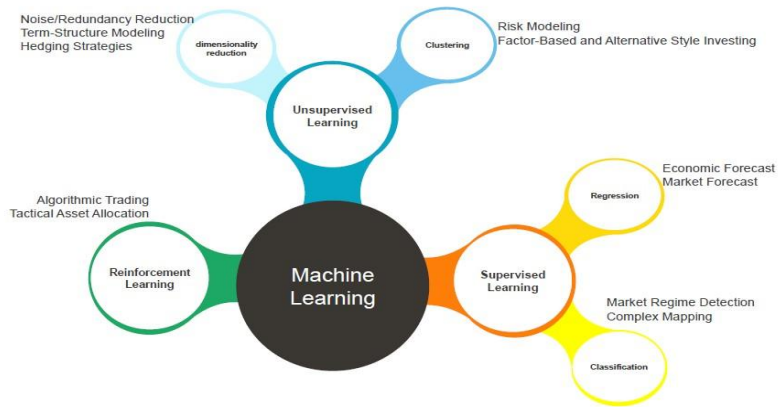 Noise/Redundancy Reduction
Term-Structure Modeling
Hedging Strategies
dimensionality
reduction
Clustering
Risk Modeling
Factor-Based and Alternative Style Investing
Unsupervised
Learning
Algorithmic Trading
Tactical Asset Allocation
Reinforcement
Learning
Machine
Learning
Supervised
Learning
Regression
Economic Forecast
Market Forecast
Market Regime Detection
Complex Mapping
Classification